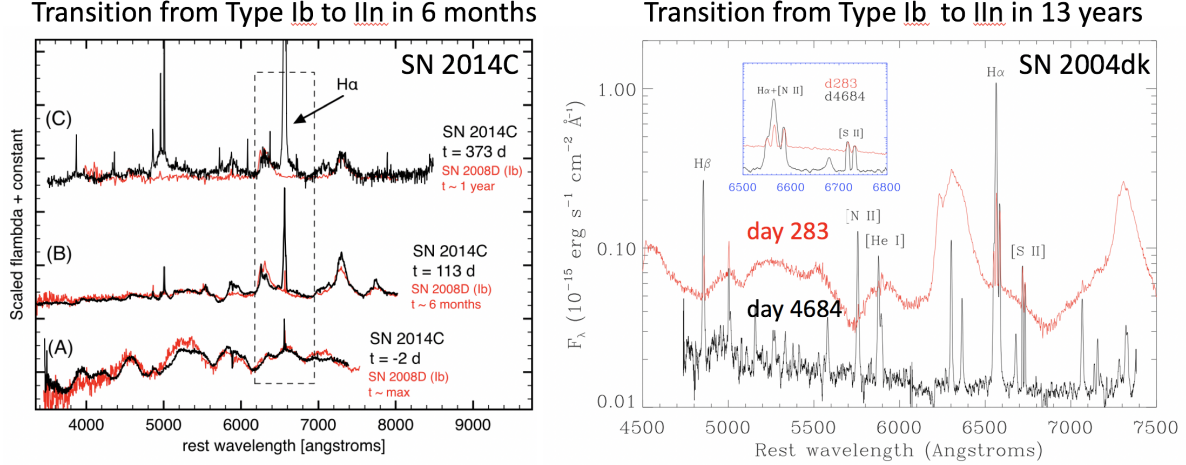 Transition from Type Ib to IIn in 6 months
SN 2014C
Hα
(C)
SN 2014C
t = 373 d
SN 2008D (Ib)
t ~ 1 year
(B)
SN 2014C
t = 113 d
SN 2008D (Ib)
t ~ 6 months
(A)
SN 2014C
t = -2 d
SN 2008D (Ib)
t ~ max
Scaled flambda + constant
4000 5000 6000 7000 8000 9000
rest wavelength [angstroms]
Transition from Type Ib to IIn in 13 years
SN 2004dk
Hα
Hα+[N II]
d283
d4684
[S II]
6500 6600 6700 6800
Hβ
[N II]
[He I]
[S II]
day 283
day 4684
1.00
0.10
0.01
Fλ (10⁻¹⁵ erg s⁻¹ cm⁻² Å⁻¹)
4500 5000 5500 6000 6500 7000 7500
Rest wavelength (Angstroms)